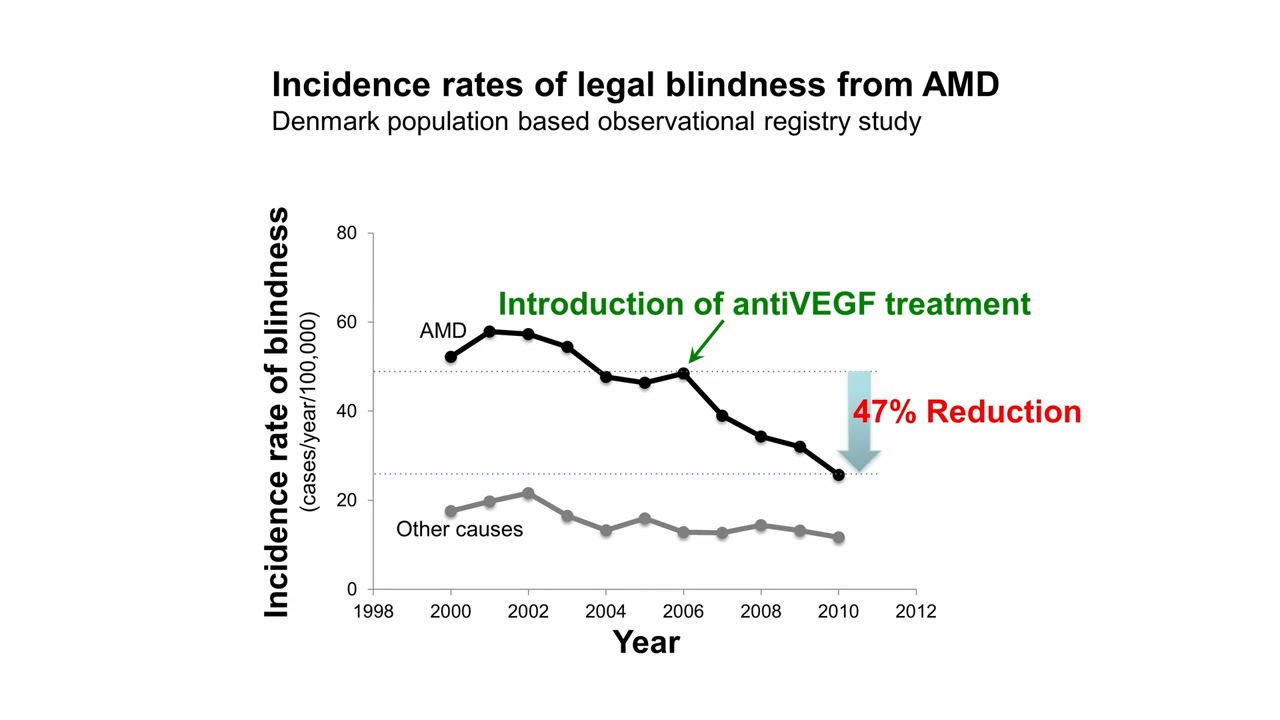 Incidence rates of legal blindness from AMD
Denmark population based observational registry study
Incidence rate of blindness
(cases/year/100,000)
80
60
40
20
0
Introduction of antiVEGF treatment
AMD
47% Reduction
Other causes
1998 2000 2002 2004 2006 2008 2010 2012
Year